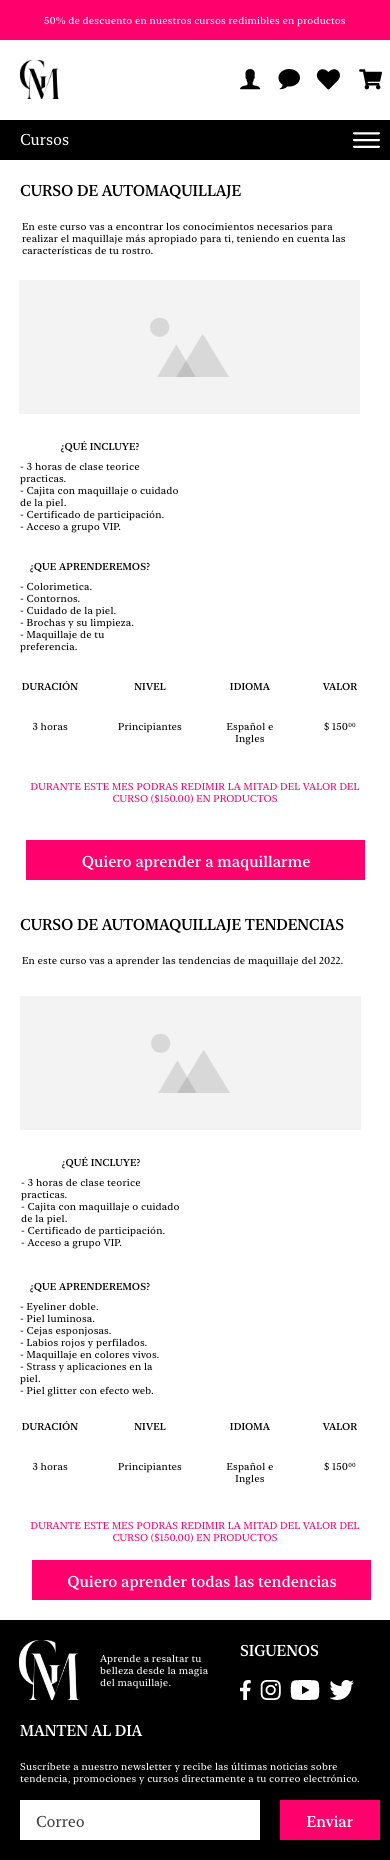 50% de descuento en nuestros cursos redimibles en productos
GM
Cursos
CURSO DE AUTOMAQUILLAJE
En este curso vas a encontrar los conocimientos necesarios para
realizar el maquillaje más apropiado para ti, teniendo en cuenta las
características de tu rostro.
¿QUÉ INCLUYE?
- 3 horas de clase teorice
practicas.
- Cajita con maquillaje o cuidado
de la piel.
- Certificado de participación.
- Acceso a grupo VIP.
¿QUE APRENDEREMOS?
- Colorimetica.
- Contornos.
- Cuidado de la piel.
- Brochas y su limpieza.
- Maquillaje de tu
preferencia.
DURACIÓN NIVEL IDIOMA VALOR
3 horas Principiantes Español e $ 150⁰⁰
Ingles
DURANTE ESTE MES PODRAS REDIMIR LA MITAD DEL VALOR DEL
CURSO ($150.00) EN PRODUCTOS
Quiero aprender a maquillarme
CURSO DE AUTOMAQUILLAJE TENDENCIAS
En este curso vas a aprender las tendencias de maquillaje del 2022.
¿QUÉ INCLUYE?
- 3 horas de clase teorice
practicas.
- Cajita con maquillaje o cuidado
de la piel.
- Certificado de participación.
- Acceso a grupo VIP.
¿QUE APRENDEREMOS?
- Eyeliner doble.
- Piel luminosa.
- Cejas esponjosas.
- Labios rojos y perfilados.
- Maquillaje en colores vivos.
- Strass y aplicaciones en la
piel.
- Piel glitter con efecto web.
DURACIÓN NIVEL IDIOMA VALOR
3 horas Principiantes Español e $ 150⁰⁰
Ingles
DURANTE ESTE MES PODRAS REDIMIR LA MITAD DEL VALOR DEL
CURSO ($150.00) EN PRODUCTOS
Quiero aprender todas las tendencias
GM
Aprende a resaltar tu
belleza desde la magia
del maquillaje.
SIGUENOS
MANTEN AL DIA
Suscríbete a nuestro newsletter y recibe las últimas noticias sobre
tendencia, promociones y cursos directamente a tu correo electrónico.
Correo
Enviar